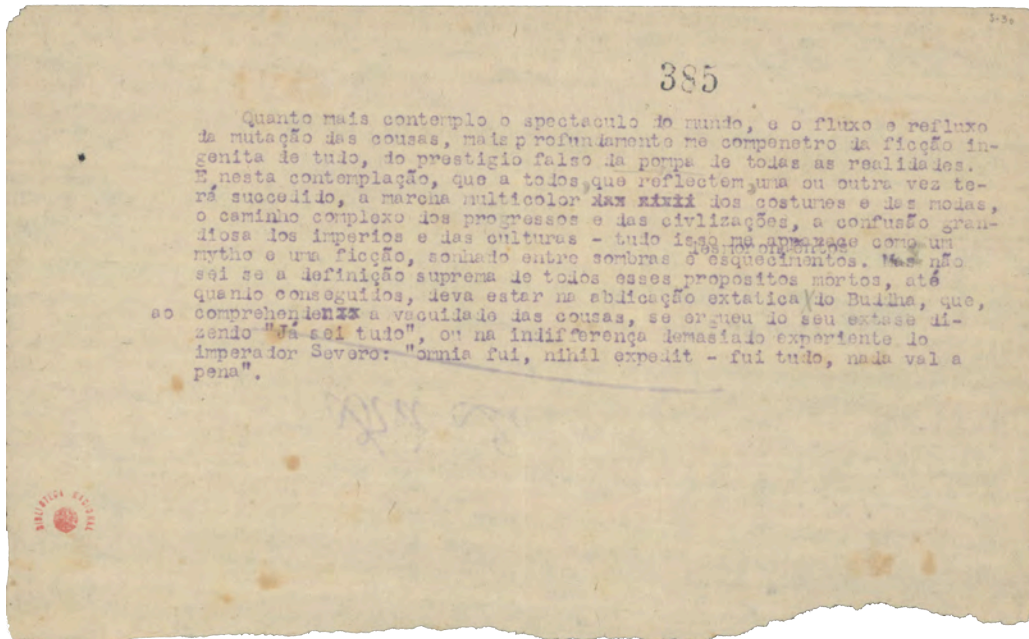 385
Quanto mais contemplo o spectaculo do mundo, e o fluxo e refluxo
da mutação das cousas, mais profundamente me compenetro da ficção in-
genita de tudo, do prestigio falso da pompa de todas as realidades.
E nesta contemplação, que a todos, que reflectem, uma ou outra vez te-
rá succedido, a marcha multicolor dos costumes e das modas,
o caminho complexo dos progressos e das civlizações, a confusão gran-
diosa dos imperios e das culturas - tudo isso me apparece como um
mytho e uma ficção, sonhado entre sombras e esquecimentos. Mas não
sei se a definição suprema de todos esses propositos mortos, até
quando conseguidos, deva estar na abdicação extatica do Buddha, que,
ao comprehender a vacuidade das cousas, se ergueu do seu extase di-
zendo "Já sei tudo", ou na indifferença demasiado experiente do
imperador Severo: "omnia fui, nihil expedit - fui tudo, nada val a
pena".
BIBLIOTECA NACIONAL